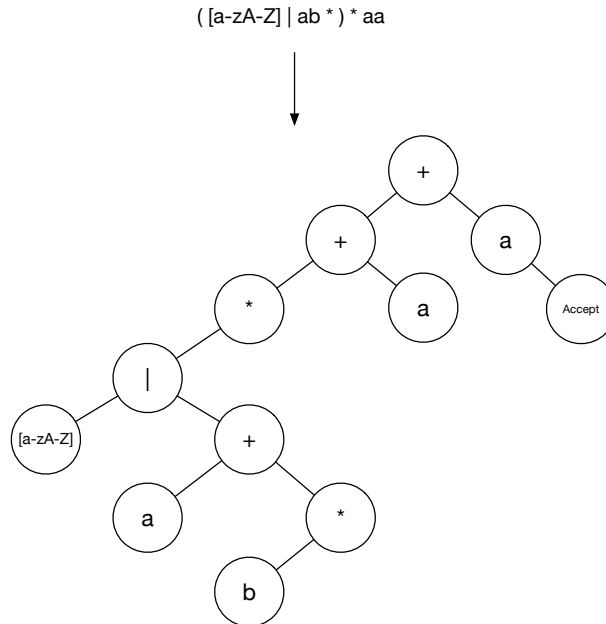 ( [a-zA-Z] | ab * ) * aa
+
+
a
*
a
Accept
|
[a-zA-Z]
+
a
*
b